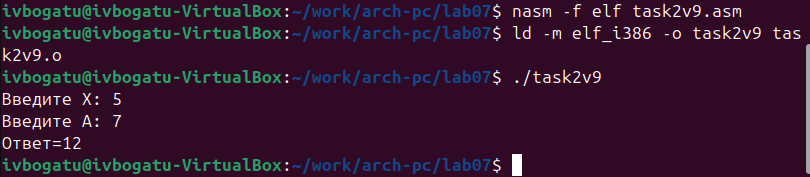 ivbogatu@ivbogatu-VirtualBox:~/work/arch-pc/lab07$ nasm -f elf task2v9.asm
ivbogatu@ivbogatu-VirtualBox:~/work/arch-pc/lab07$ ld -m elf_i386 -o task2v9 tas
k2v9.o
ivbogatu@ivbogatu-VirtualBox:~/work/arch-pc/lab07$ ./task2v9
Введите X: 5
Введите A: 7
Ответ=12
ivbogatu@ivbogatu-VirtualBox:~/work/arch-pc/lab07$